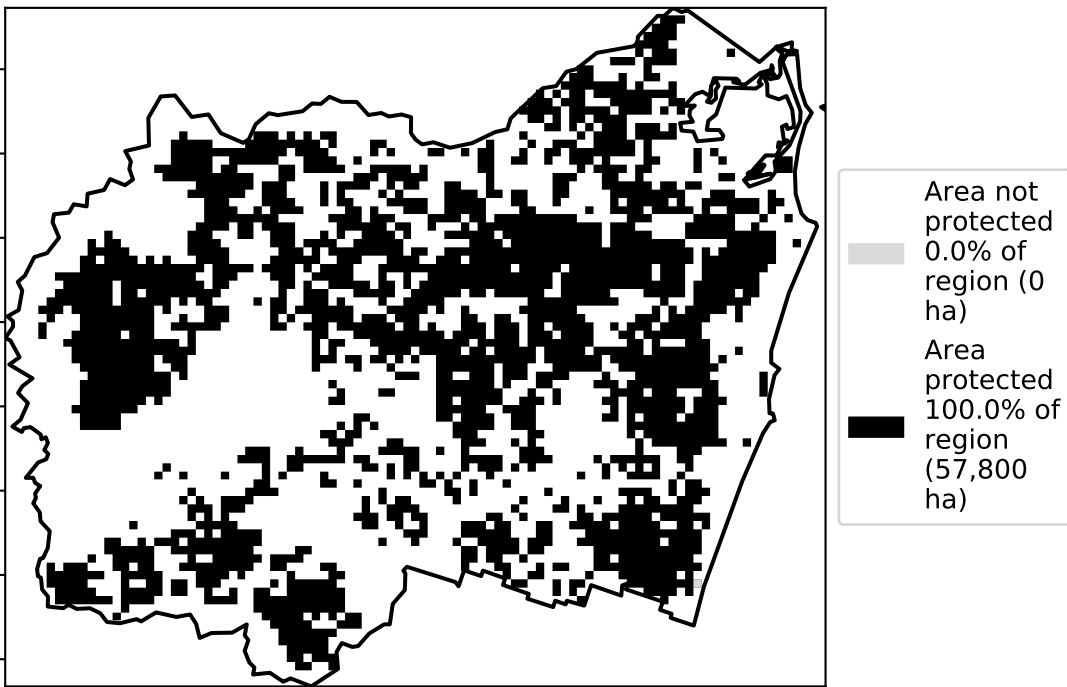 Area not
protected
0.0% of
region (0
ha)
Area
protected
100.0% of
region
(57,800
ha)